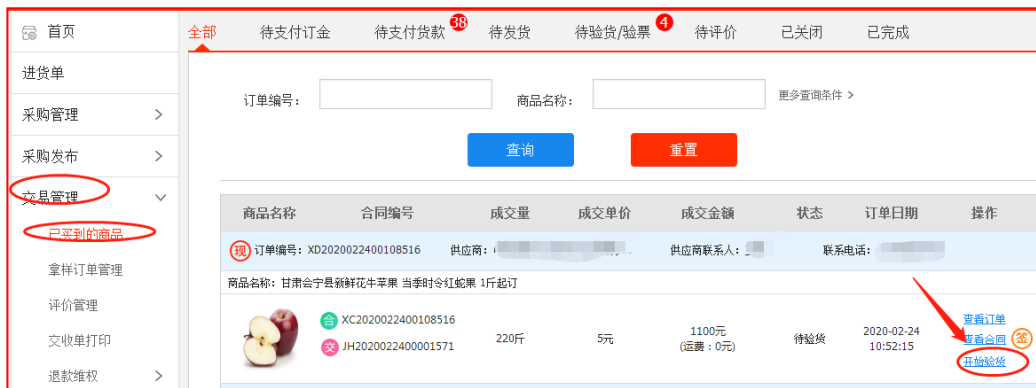 首页
进货单
采购管理
采购发布
交易管理
已买到的商品
拿样订单管理
评价管理
交收单打印
退款维权
全部 待支付订金 待支付货款 38 待发货 待验货/验票 4 待评价 已关闭 已完成
订单编号： 商品名称： 更多查询条件 >
查询 重置
商品名称 合同编号 成交量 成交单价 成交金额 状态 订单日期 操作
现 订单编号：XD2020022400108516 供应商： 供应商联系人： 联系电话：
商品名称：甘肃会宁县新鲜花牛苹果 当季时令红蛇果 1斤起订
合 XC2020022400108516
交 JH2020022400001571
220斤 5元 1100元
(运费：0元)
待验货 2020-02-24
10:52:15
查看订单
查看合同 签
开始验货